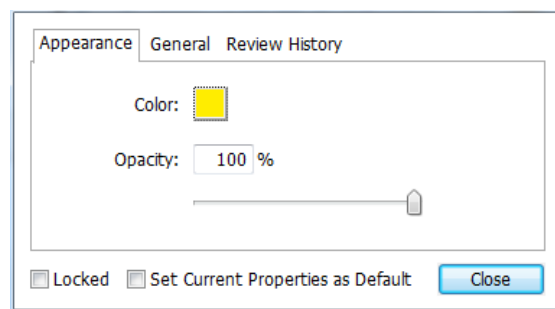 Appearance General Review History
Color:
Opacity: 100 %
Locked Set Current Properties as Default Close